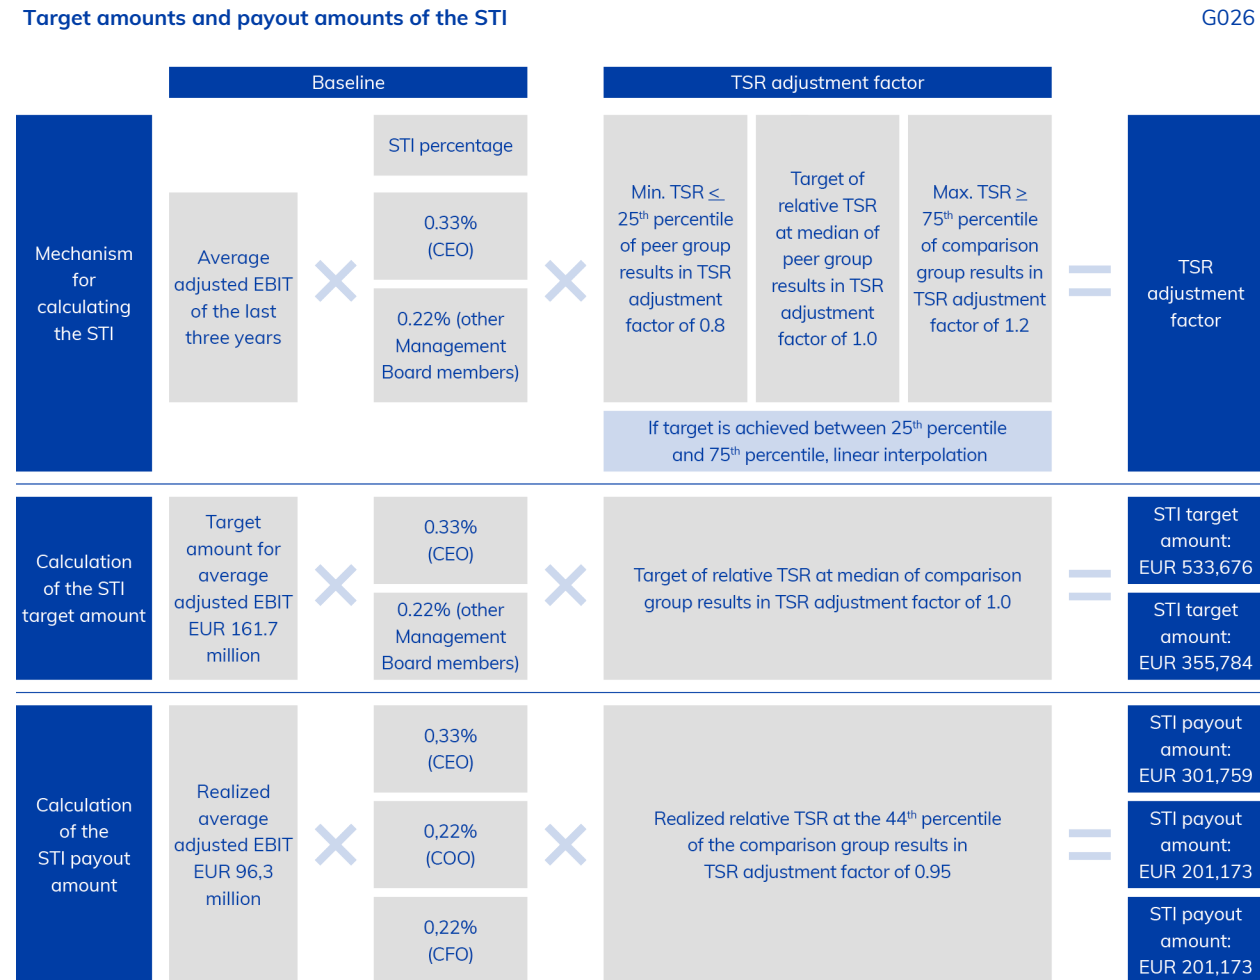 Target amounts and payout amounts of the STI
G026
Baseline
TSR adjustment factor
Mechanism
for
calculating
the STI
Average
adjusted EBIT
of the last
three years
STI percentage
0.33%
(CEO)
0.22% (other
Management
Board members)
Min. TSR ≤
25th percentile
of peer group
results in TSR
adjustment
factor of 0.8
Target of
relative TSR
at median of
peer group
results in TSR
adjustment
factor of 1.0
Max. TSR ≥
75th percentile
of comparison
group results in
TSR adjustment
factor of 1.2
If target is achieved between 25th percentile
and 75th percentile, linear interpolation
TSR
adjustment
factor
Calculation
of the STI
target amount
Target
amount for
average
adjusted EBIT
EUR 161.7
million
0.33%
(CEO)
0.22% (other
Management
Board members)
Target of relative TSR at median of comparison
group results in TSR adjustment factor of 1.0
STI target
amount:
EUR 533,676
STI target
amount:
EUR 355,784
Calculation
of the
STI payout
amount
Realized
average
adjusted EBIT
EUR 96,3
million
0,33%
(CEO)
0,22%
(COO)
0,22%
(CFO)
Realized relative TSR at the 44th percentile
of the comparison group results in
TSR adjustment factor of 0.95
STI payout
amount:
EUR 301,759
STI payout
amount:
EUR 201,173
STI payout
amount:
EUR 201,173